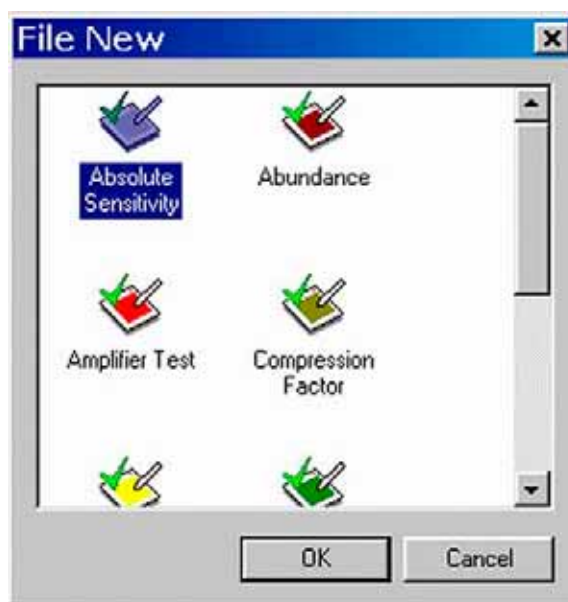 File New
Absolute
Sensitivity
Abundance
Amplifier Test
Compression
Factor
OK
Cancel